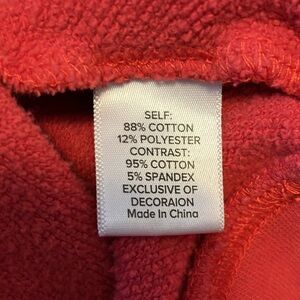 SELF:
88% COTTON
12% POLYESTER
CONTRAST:
95% COTTON
5% SPANDEX
EXCLUSIVE OF
DECORAION
Made In China